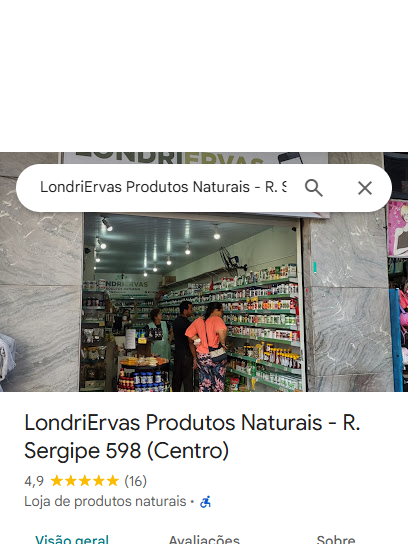 LONDRIERVAS
LondriErvas Produtos Naturais - R. S
LONDRIERVAS
LondriErvas Produtos Naturais - R.
Sergipe 598 (Centro)
4,9 ★★★★★ (16)
Loja de produtos naturais ·
Visão geral Avaliações Sobre